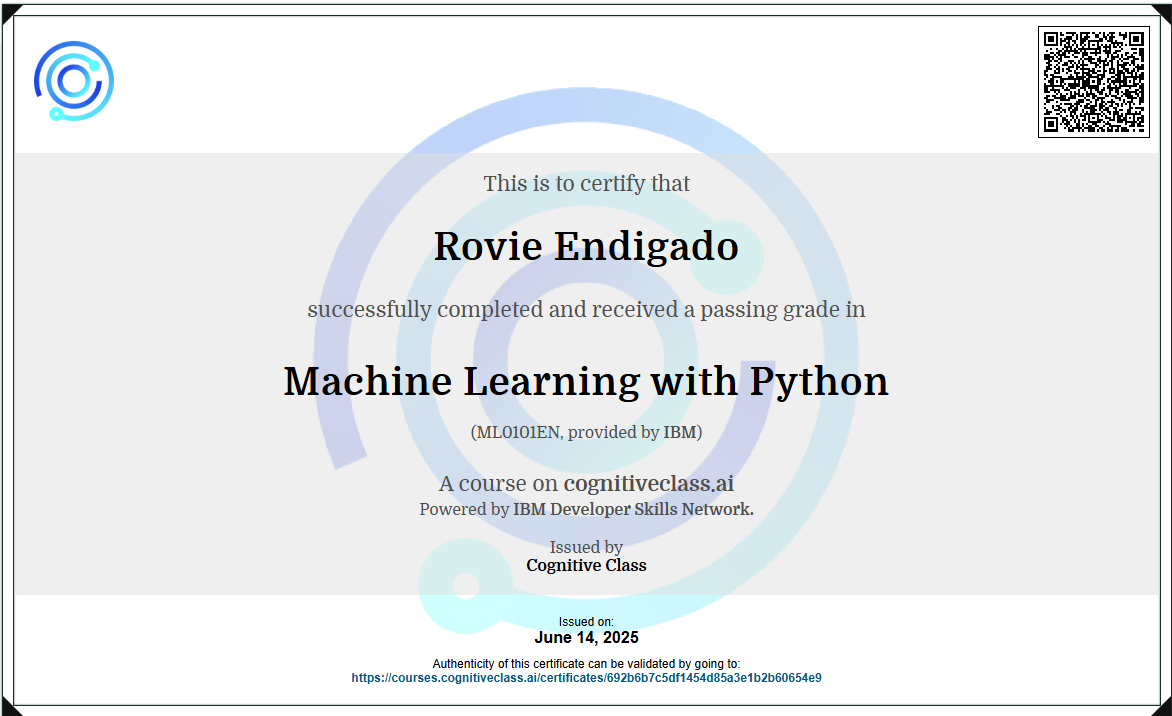 This is to certify that
Rovie Endigado
successfully completed and received a passing grade in
Machine Learning with Python
(ML0101EN, provided by IBM)
A course on cognitiveclass.ai
Powered by IBM Developer Skills Network.
Issued by
Cognitive Class
Issued on:
June 14, 2025
Authenticity of this certificate can be validated by going to:
https://courses.cognitiveclass.ai/certificates/692b6b7c5df1454d85a3e1b2b60654e9